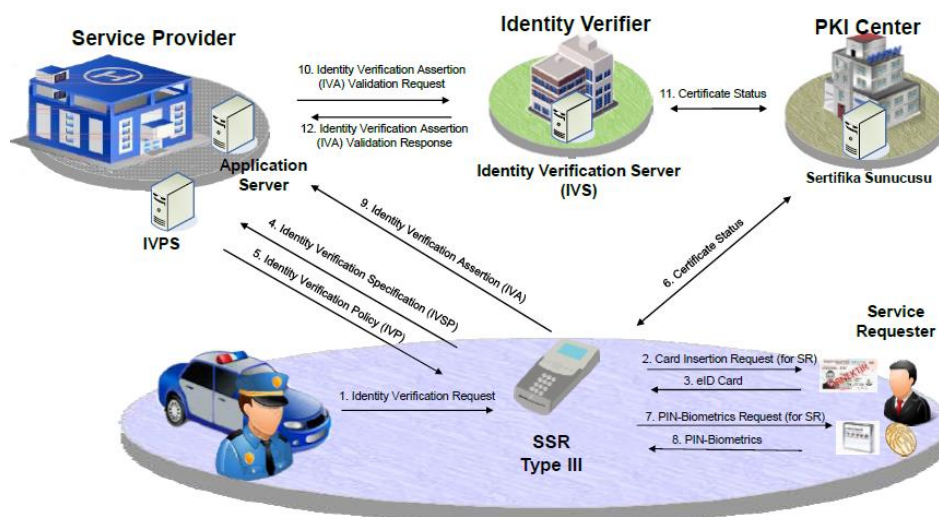 Service Provider
Identity Verifier
PKI Center
10. Identity Verification Assertion
(IVA) Validation Request
11. Certificate Status
12. Identity Verification Assertion
(IVA) Validation Response
Application
Server
Identity Verification Server
(IVS)
Sertifika Sunucusu
IVPS
9. Identity Verification Assertion (IVA)
4. Identity Verification Specification (IVSP)
5. Identity Verification Policy (IVP)
6. Certificate Status
Service
Requester
2. Card Insertion Request (for SR)
3. eID Card
1. Identity Verification Request
7. PIN-Biometrics Request (for SR)
8. PIN-Biometrics
SSR
Type III